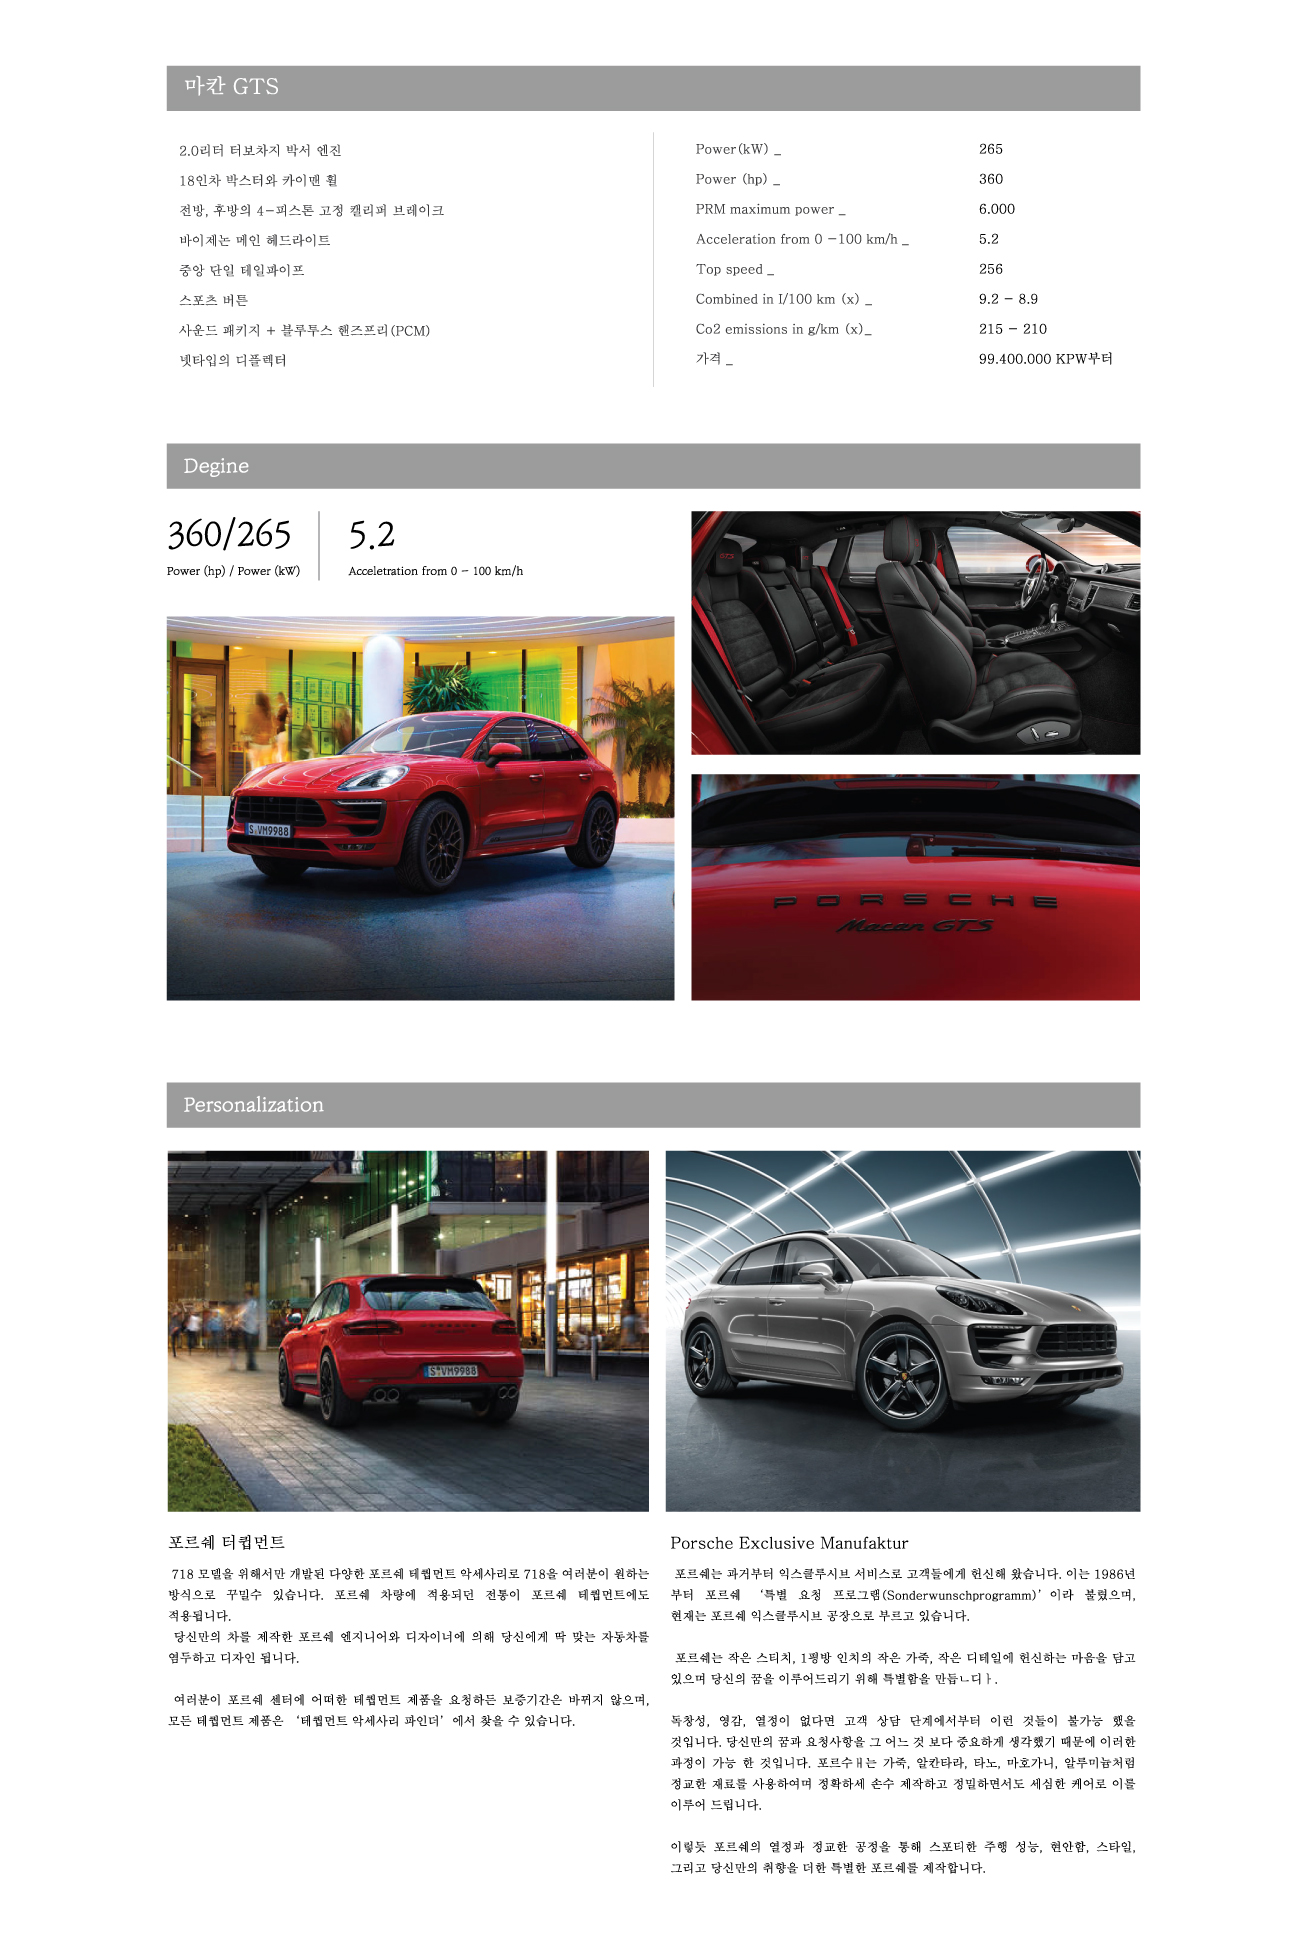 마칸 GTS
2.0리터 터보차지 박서 엔진
18인차 박스터와 카이맨 휠
전방, 후방의 4-피스톤 고정 캘리퍼 브레이크
바이제논 메인 헤드라이트
중앙 단일 테일파이프
스포츠 버튼
사운드 패키지 + 블루투스 핸즈프리(PCM)
넷타입의 디플렉터
Power(kW) _ 265
Power (hp) _ 360
PRM maximum power _ 6.000
Acceleration from 0 -100 km/h _ 5.2
Top speed _ 256
Combined in I/100 km (x) _ 9.2 - 8.9
Co2 emissions in g/km (x)_ 215 - 210
가격 _ 99.400.000 KPW부터
Degine
360/265
Power (hp) / Power (kW)
5.2
Acceletration from 0 - 100 km/h
GTS
S VM9988
PORSCHE
Macan GTS
Personalization
S VM9988
포르쉐 터큅먼트
718 모델을 위해서만 개발된 다양한 포르쉐 테큅먼트 악세사리로 718을 여러분이 원하는
방식으로 꾸밀수 있습니다. 포르쉐 차량에 적용되던 전통이 포르쉐 테큅먼트에도
적용됩니다.
당신만의 차를 제작한 포르쉐 엔지니어와 디자이너에 의해 당신에게 딱 맞는 자동차를
염두하고 디자인 됩니다.
여러분이 포르쉐 센터에 어떠한 테큅먼트 제품을 요청하든 보증기간은 바뀌지 않으며,
모든 테큅먼트 제품은 ‘테큅먼트 악세사리 파인더’ 에서 찾을 수 있습니다.
Porsche Exclusive Manufaktur
포르쉐는 과거부터 익스클루시브 서비스로 고객들에게 헌신해 왔습니다. 이는 1986년
부터 포르쉐 ‘특별 요청 프로그램(Sonderwunschprogramm)’ 이라 불렸으며,
현재는 포르쉐 익스클루시브 공장으로 부르고 있습니다.
포르쉐는 작은 스티치, 1평방 인치의 작은 가죽, 작은 디테일에 헌신하는 마음을 담고
있으며 당신의 꿈을 이루어드리기 위해 특별함을 만듭ㄴ디ㅏ.
독창성, 영감, 열정이 없다면 고객 상담 단계에서부터 이런 것들이 불가능 했을
것입니다. 당신만의 꿈과 요청사항을 그 어느 것 보다 중요하게 생각했기 때문에 이러한
과정이 가능 한 것입니다. 포르수ㅐ는 가죽, 알칸타라, 타노, 마호가니, 알루미늄처럼
정교한 재료를 사용하여며 정확하세 손수 제작하고 정밀하면서도 세심한 케어로 이를
이루어 드립니다.
이렇듯 포르쉐의 열정과 정교한 공정을 통해 스포티한 주행 성능, 현안함, 스타일,
그리고 당신만의 취향을 더한 특별한 포르쉐를 제작합니다.